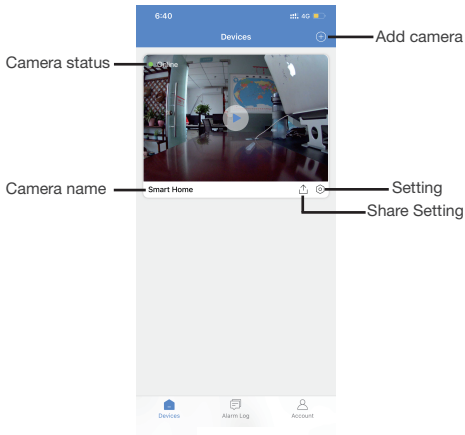 6:40
4G
Devices
Add camera
Camera status
Online
Camera name
Smart Home
Setting
Share Setting
Devices
Alarm Log
Account